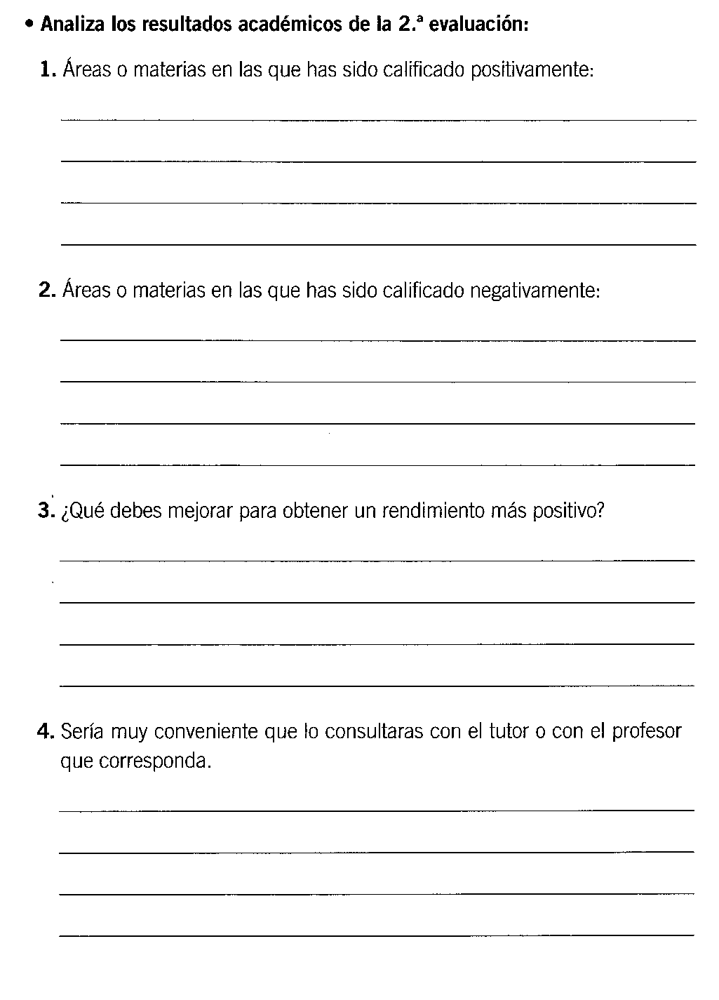 • Analiza los resultados académicos de la 2.ª evaluación:
1. Áreas o materias en las que has sido calificado positivamente:
2. Áreas o materias en las que has sido calificado negativamente:
3. ¿Qué debes mejorar para obtener un rendimiento más positivo?
4. Sería muy conveniente que lo consultaras con el tutor o con el profesor
que corresponda.